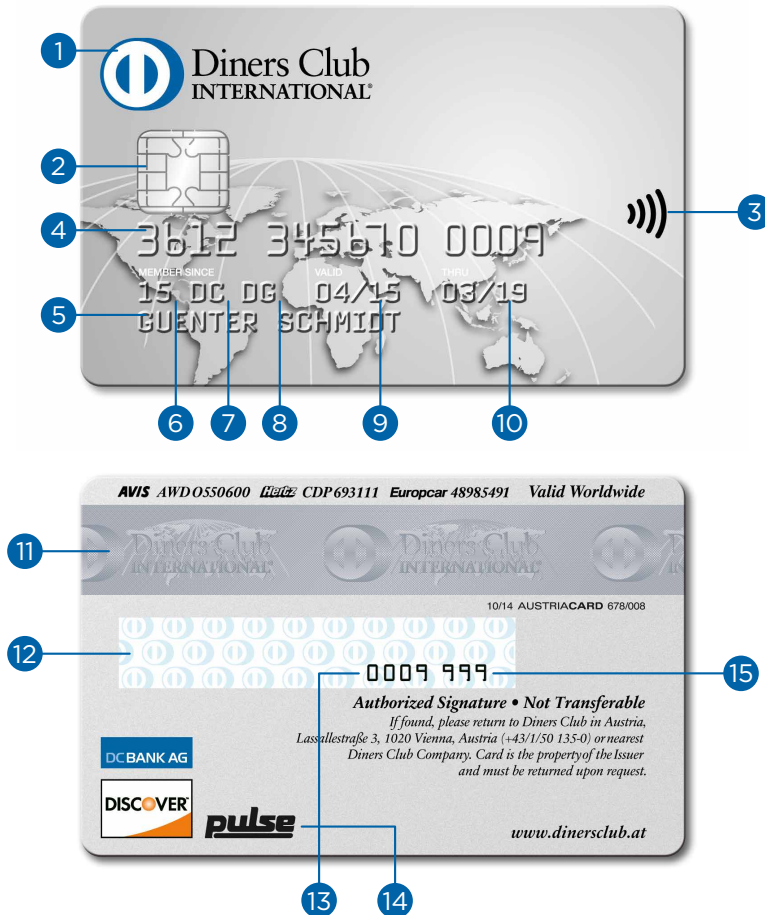 1
Diners Club
INTERNATIONAL®
2
3
4
3612 345670 0009
MEMBER SINCE VALID THRU
15 DC DG 04/15 03/19
5
GUENTER SCHMIDT
6 7 8 9 10
AVIS AWD O550600 Hertz CDP 693111 Europcar 48985491 Valid Worldwide
11
Diners Club INTERNATIONAL® Diners Club INTERNATIONAL®
10/14 AUSTRIACARD 678/008
12
0009 999
15
Authorized Signature • Not Transferable
If found, please return to Diners Club in Austria,
Lassallestraße 3, 1020 Vienna, Austria (+43/1/50 135-0) or nearest
Diners Club Company. Card is the property of the Issuer
and must be returned upon request.
DC BANK AG
DISCOVER®
pulse
www.dinersclub.at
13 14